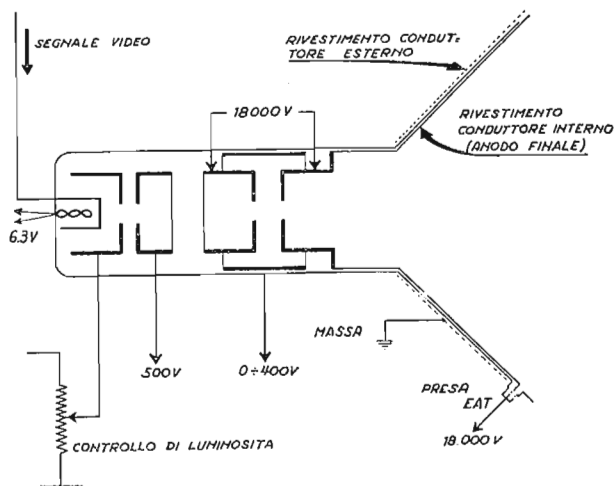 SEGNALE VIDEO
RIVESTIMENTO CONDUT=
TORE ESTERNO
18000 V
RIVESTIMENTO
CONDUTTORE INTERNO
(ANODO FINALE)
6.3V
MASSA
500V
0÷400V
PRESA
EAT
18.000 V
CONTROLLO DI LUMINOSITA